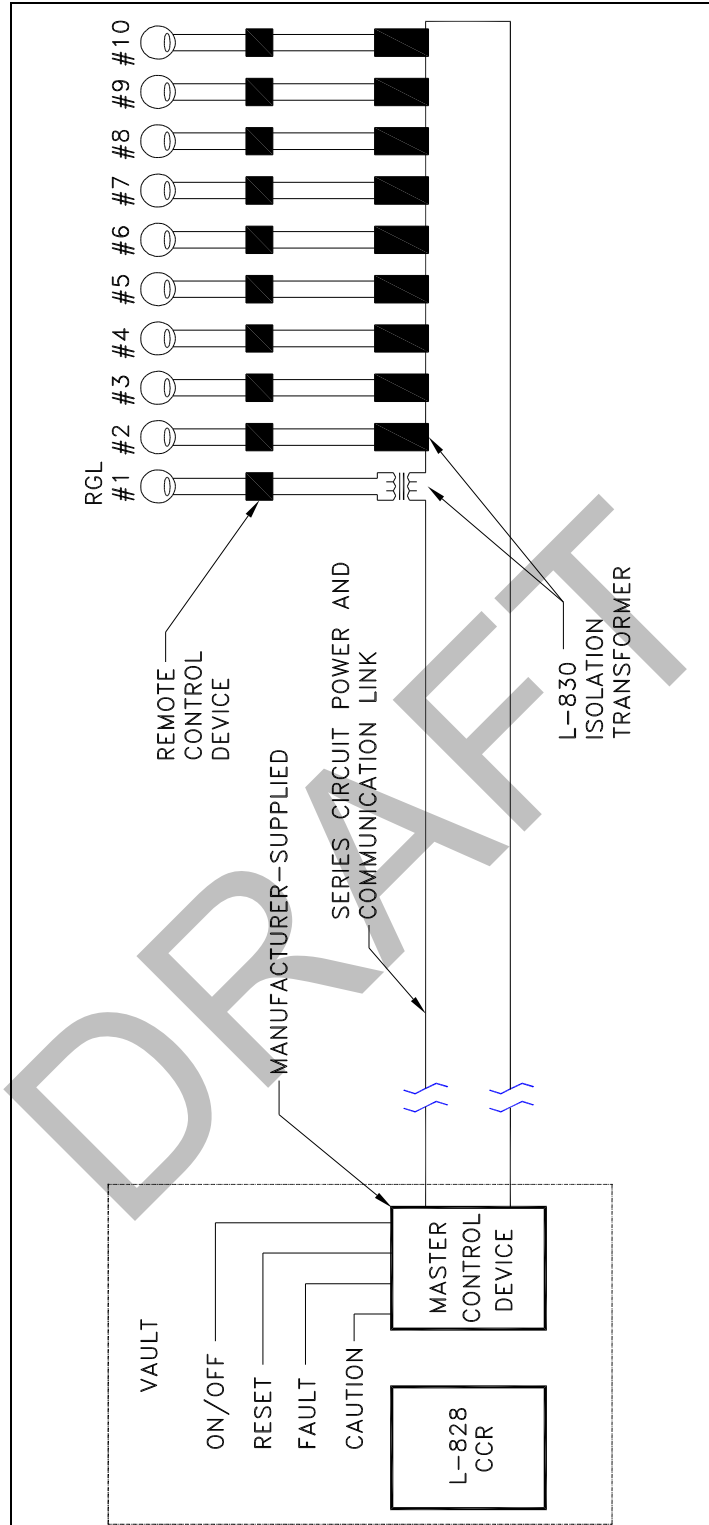 VAULT
ON/OFF
RESET
FAULT
CAUTION
L-828
CCR
MASTER
CONTROL
DEVICE
MANUFACTURER-SUPPLIED
SERIES CIRCUIT POWER AND
COMMUNICATION LINK
REMOTE
CONTROL
DEVICE
L-830
ISOLATION
TRANSFORMER
RGL
#1
#2
#3
#4
#5
#6
#7
#8
#9
#10
DRAFT